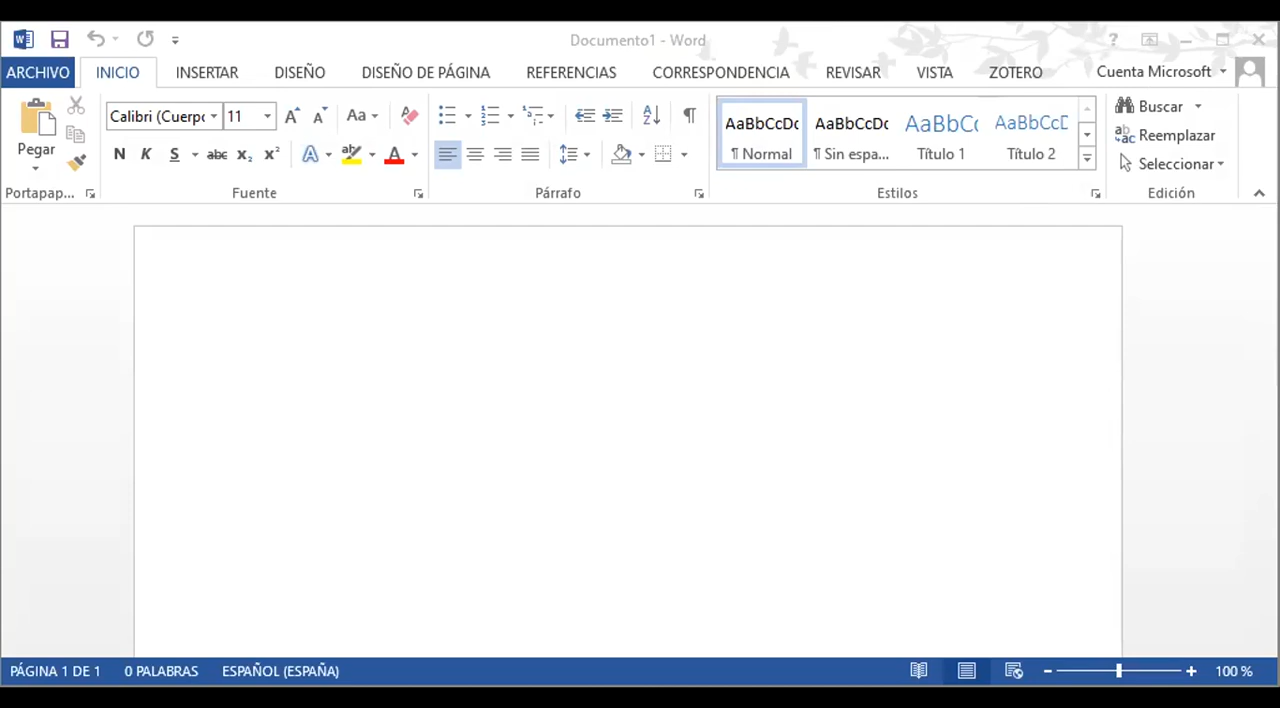 Documento1 - Word
ARCHIVO INICIO INSERTAR DISEÑO DISEÑO DE PÁGINA REFERENCIAS CORRESPONDENCIA REVISAR VISTA ZOTERO Cuenta Microsoft
Calibri (Cuerpo 11 Aa
Pegar
N K S abc x₂ x² A A
AaBbCcDc AaBbCcDc AaBbCc AaBbCcD
¶ Normal ¶ Sin espa... Título 1 Título 2
Buscar
Reemplazar
Seleccionar
Portapap... Fuente Párrafo Estilos Edición
PÁGINA 1 DE 1 0 PALABRAS ESPAÑOL (ESPAÑA) 100 %